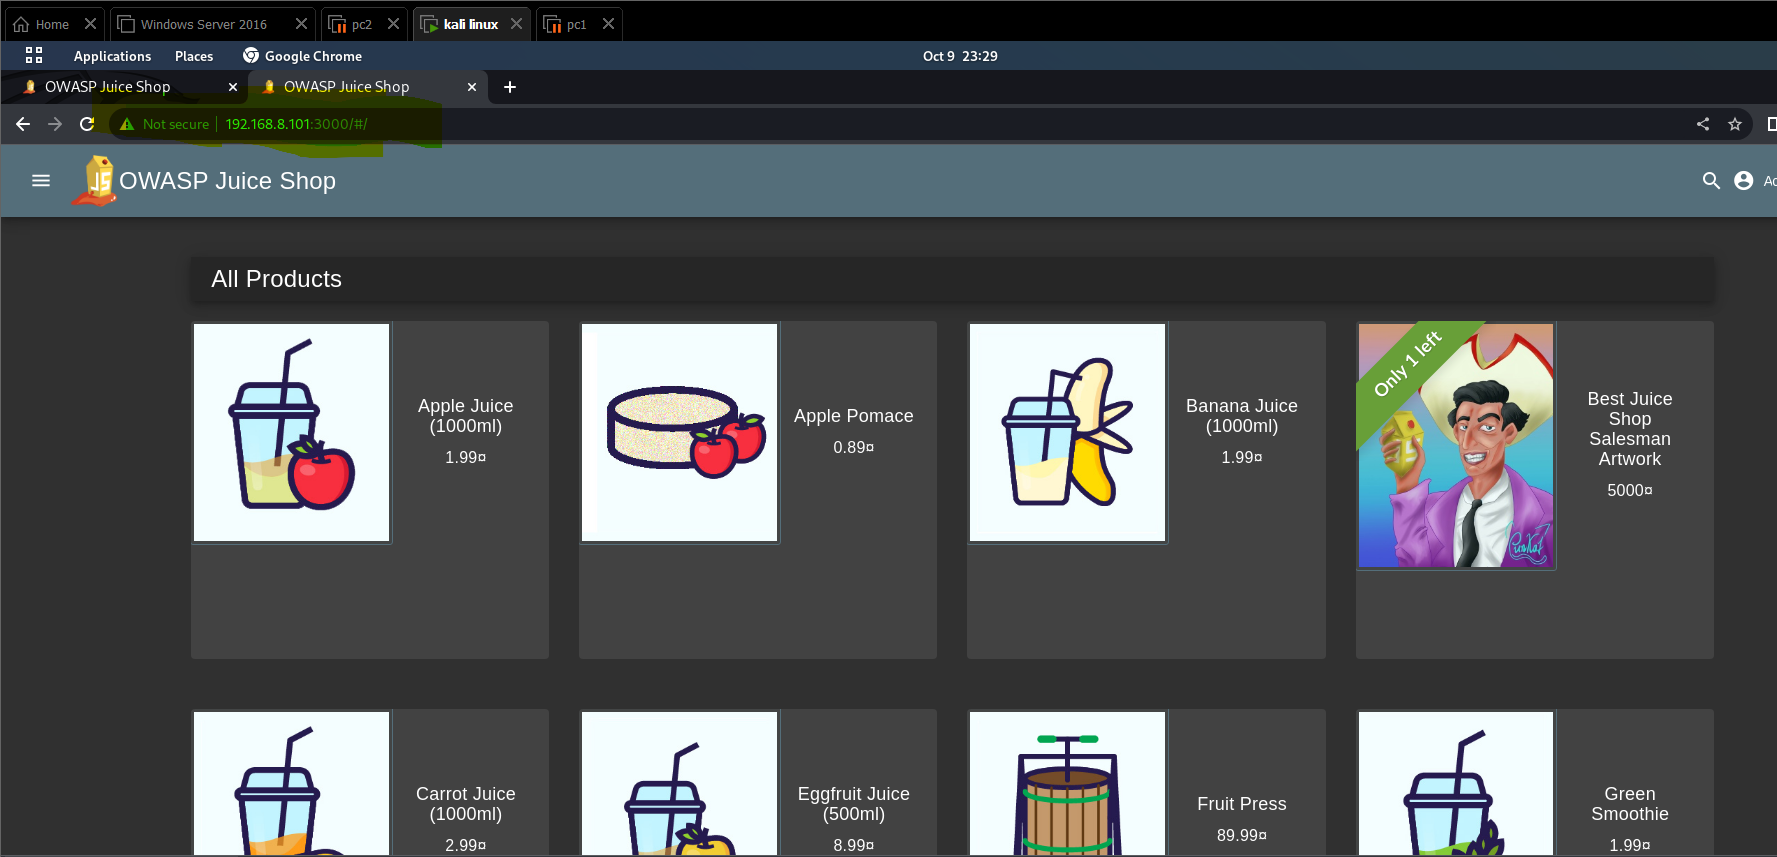 Home
Windows Server 2016
pc2
kali linux
pc1
Applications
Places
Google Chrome
Oct 9 23:29
OWASP Juice Shop
OWASP Juice Shop
Not secure
192.168.8.101:3000/#/
JS
OWASP Juice Shop
Ac
All Products
Apple Juice
(1000ml)
1.99¤
Apple Pomace
0.89¤
Banana Juice
(1000ml)
1.99¤
Only 1 left
Best Juice
Shop
Salesman
Artwork
5000¤
Carrot Juice
(1000ml)
2.99¤
Eggfruit Juice
(500ml)
8.99¤
Fruit Press
89.99¤
Green
Smoothie
1.99¤